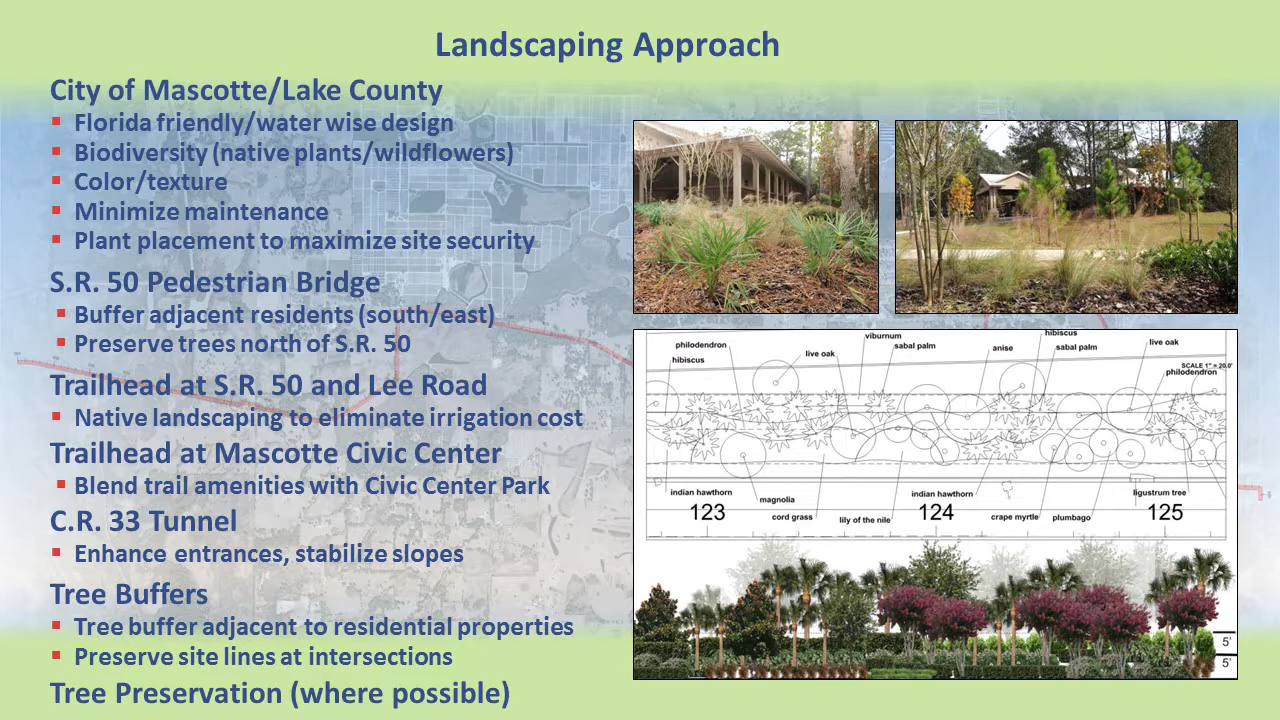 Landscaping Approach
City of Mascotte/Lake County
Florida friendly/water wise design
Biodiversity (native plants/wildflowers)
Color/texture
Minimize maintenance
Plant placement to maximize site security
S.R. 50 Pedestrian Bridge
Buffer adjacent residents (south/east)
Preserve trees north of S.R. 50
Trailhead at S.R. 50 and Lee Road
Native landscaping to eliminate irrigation cost
Trailhead at Mascotte Civic Center
Blend trail amenities with Civic Center Park
C.R. 33 Tunnel
Enhance entrances, stabilize slopes
Tree Buffers
Tree buffer adjacent to residential properties
Preserve site lines at intersections
Tree Preservation (where possible)
philodendron
hibiscus
live oak
viburnum
sabal palm
anise
hibiscus
sabal palm
live oak
SCALE 1" = 20.0'
philodendron
indian hawthorn
magnolia
cord grass
lily of the nile
indian hawthorn
crape myrtle
plumbago
ligustrum tree
123
124
125
5'
5'